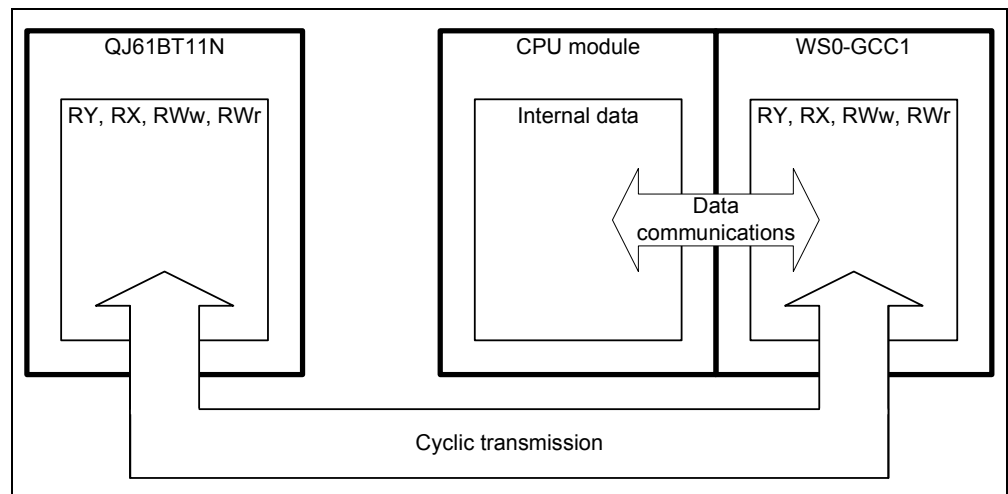 QJ61BT11N
CPU module
WS0-GCC1
RY, RX, RWw, RWr
Internal data
RY, RX, RWw, RWr
Data
communications
Cyclic transmission